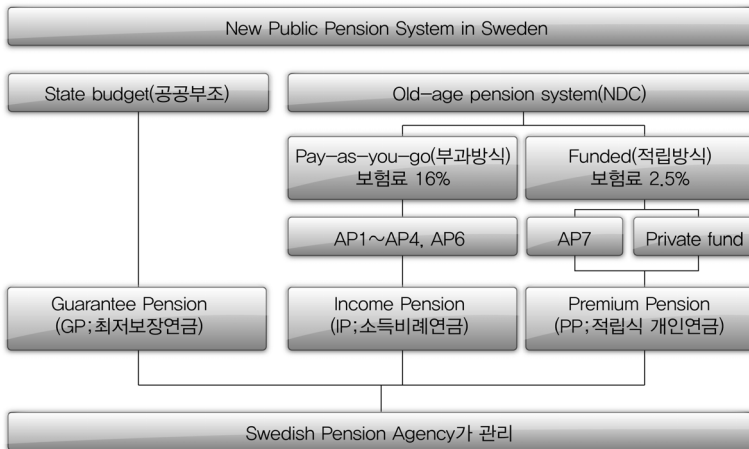 New Public Pension System in Sweden
State budget(공공부조)
Old-age pension system(NDC)
Pay-as-you-go(부과방식)
보험료 16%
Funded(적립방식)
보험료 2.5%
AP1～AP4, AP6
AP7
Private fund
Guarantee Pension
(GP;최저보장연금)
Income Pension
(IP;소득비례연금)
Premium Pension
(PP;적립식 개인연금)
Swedish Pension Agency가 관리